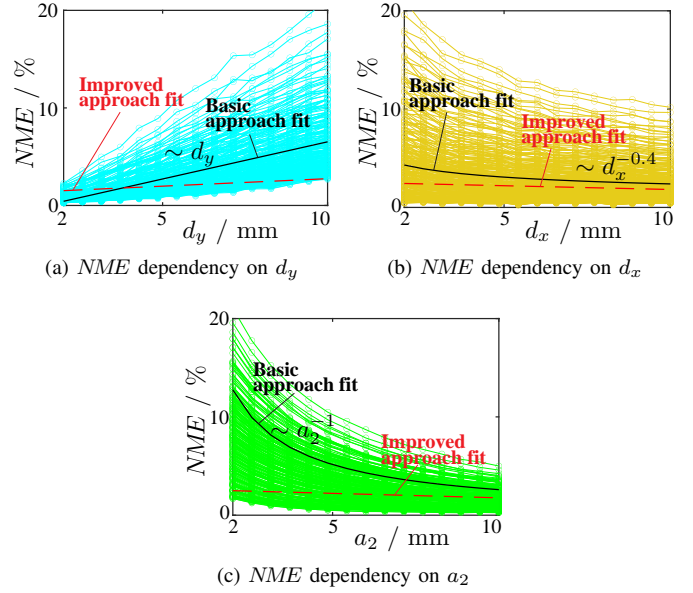 20
10
0
NME / %
Improved
approach fit
Basic
approach fit
∼ d_y
2
5
10
d_y / mm
(a) NME dependency on d_y
20
10
0
NME / %
Basic
approach fit
Improved
approach fit
∼ d_x^{-0.4}
2
5
10
d_x / mm
(b) NME dependency on d_x
20
10
0
NME / %
Basic
approach fit
∼ a_2^{-1}
Improved
approach fit
2
5
10
a_2 / mm
(c) NME dependency on a_2